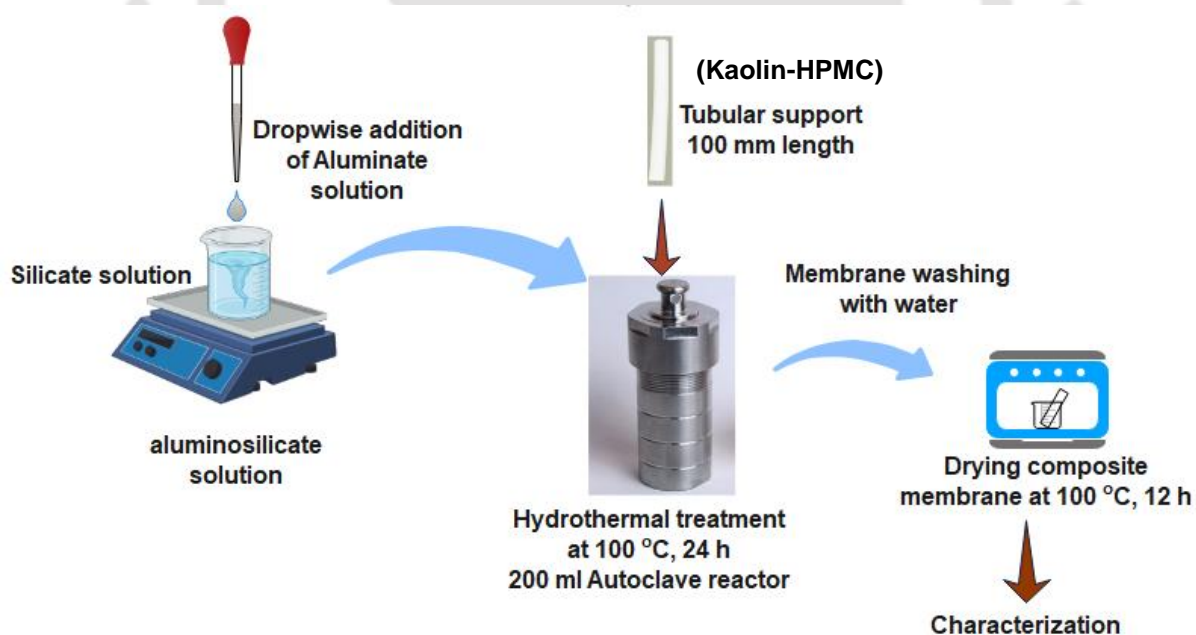 Dropwise addition
of Aluminate
solution
Silicate solution
aluminosilicate
solution
(Kaolin-HPMC)
Tubular support
100 mm length
Hydrothermal treatment
at 100 °C, 24 h
200 ml Autoclave reactor
Membrane washing
with water
Drying composite
membrane at 100 °C, 12 h
Characterization